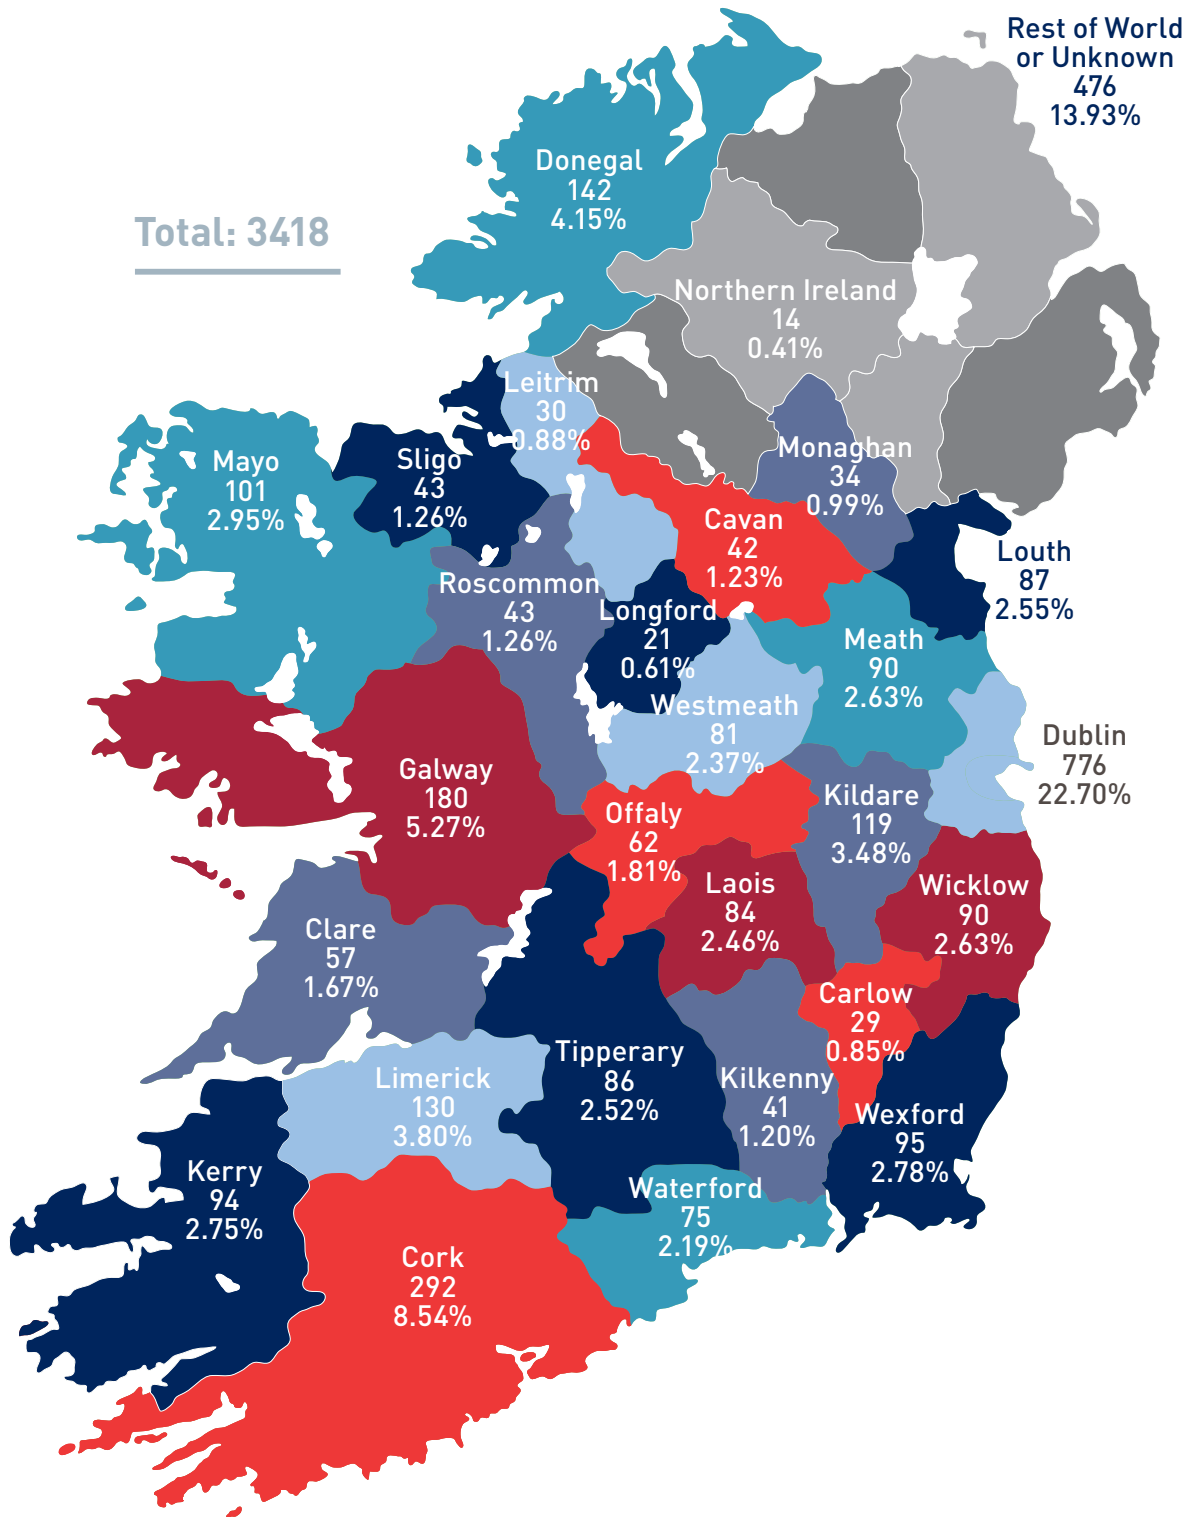 Rest of World
or Unknown
476
13.93%
Donegal
142
4.15%
Total: 3418
Northern Ireland
14
0.41%
Leitrim
30
0.88%
Monaghan
34
0.99%
Mayo
101
2.95%
Sligo
43
1.26%
Cavan
42
1.23%
Louth
87
2.55%
Roscommon
43
1.26%
Longford
21
0.61%
Meath
90
2.63%
Westmeath
81
2.37%
Dublin
776
22.70%
Galway
180
5.27%
Offaly
62
1.81%
Kildare
119
3.48%
Laois
84
2.46%
Wicklow
90
2.63%
Clare
57
1.67%
Carlow
29
0.85%
Tipperary
86
2.52%
Limerick
130
3.80%
Kilkenny
41
1.20%
Wexford
95
2.78%
Kerry
94
2.75%
Waterford
75
2.19%
Cork
292
8.54%